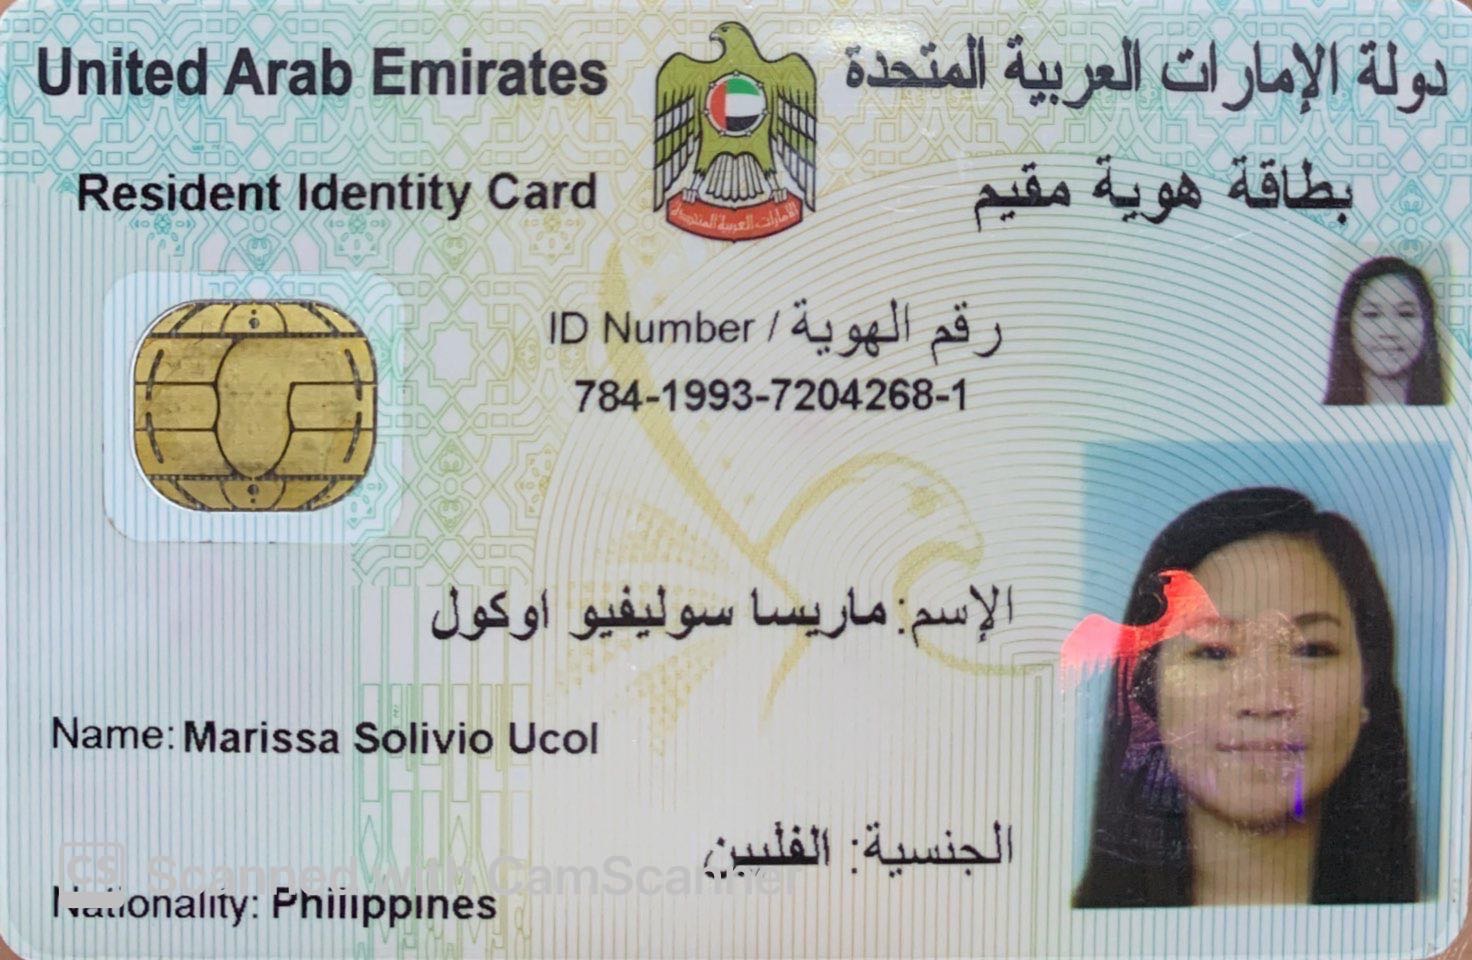 United Arab Emirates
دولة الإمارات العربية المتحدة
Resident Identity Card
بطاقة هوية مقيم
الإمارات العربية المتحدة
ID Number / رقم الهوية
784-1993-7204268-1
الإسم: ماريسا سوليفيو اوكول
Name: Marissa Solivio Ucol
الجنسية: الفلبين
CS Scanned with CamScanner
Nationality: Philippines